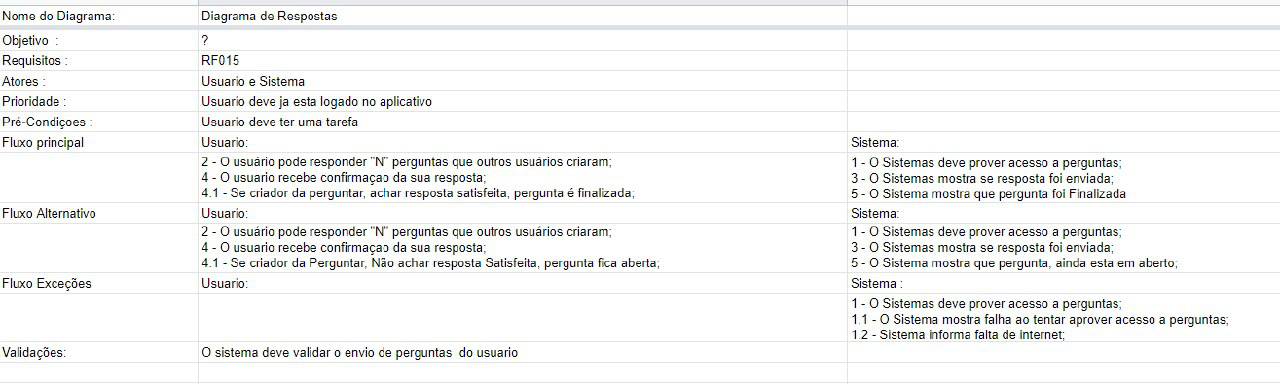 Nome do Diagrama: Diagrama de Respostas
Objetivo : ?
Requisitos : RF015
Atores : Usuario e Sistema
Prioridade : Usuario deve ja esta logado no aplicativo
Pré-Condiçoes : Usuario deve ter uma tarefa
Fluxo principal Usuario: Sistema:
2 - O usuário pode responder "N" perguntas que outros usuários criaram;
4 - O usuario recebe confirmaçao da sua resposta;
4.1 - Se criador da perguntar, achar resposta satisfeita, pergunta é finalizada;
1 - O Sistemas deve prover acesso a perguntas;
3 - O Sistemas mostra se resposta foi enviada;
5 - O Sistema mostra que pergunta foi Finalizada
Fluxo Alternativo Usuario: Sistema:
2 - O usuário pode responder "N" perguntas que outros usuários criaram;
4 - O usuario recebe confirmaçao da sua resposta;
4.1 - Se criador da Perguntar, Não achar resposta Satisfeita, pergunta fica aberta;
1 - O Sistemas deve prover acesso a perguntas;
3 - O Sistemas mostra se resposta foi enviada;
5 - O Sistema mostra que pergunta, ainda esta em aberto;
Fluxo Exceções Usuario: Sistema :
1 - O Sistemas deve prover acesso a perguntas;
1.1 - O Sistema mostra falha ao tentar aprover acesso a perguntas;
1.2 - Sistema informa falta de internet;
Validações: O sistema deve validar o envio de perguntas do usuario